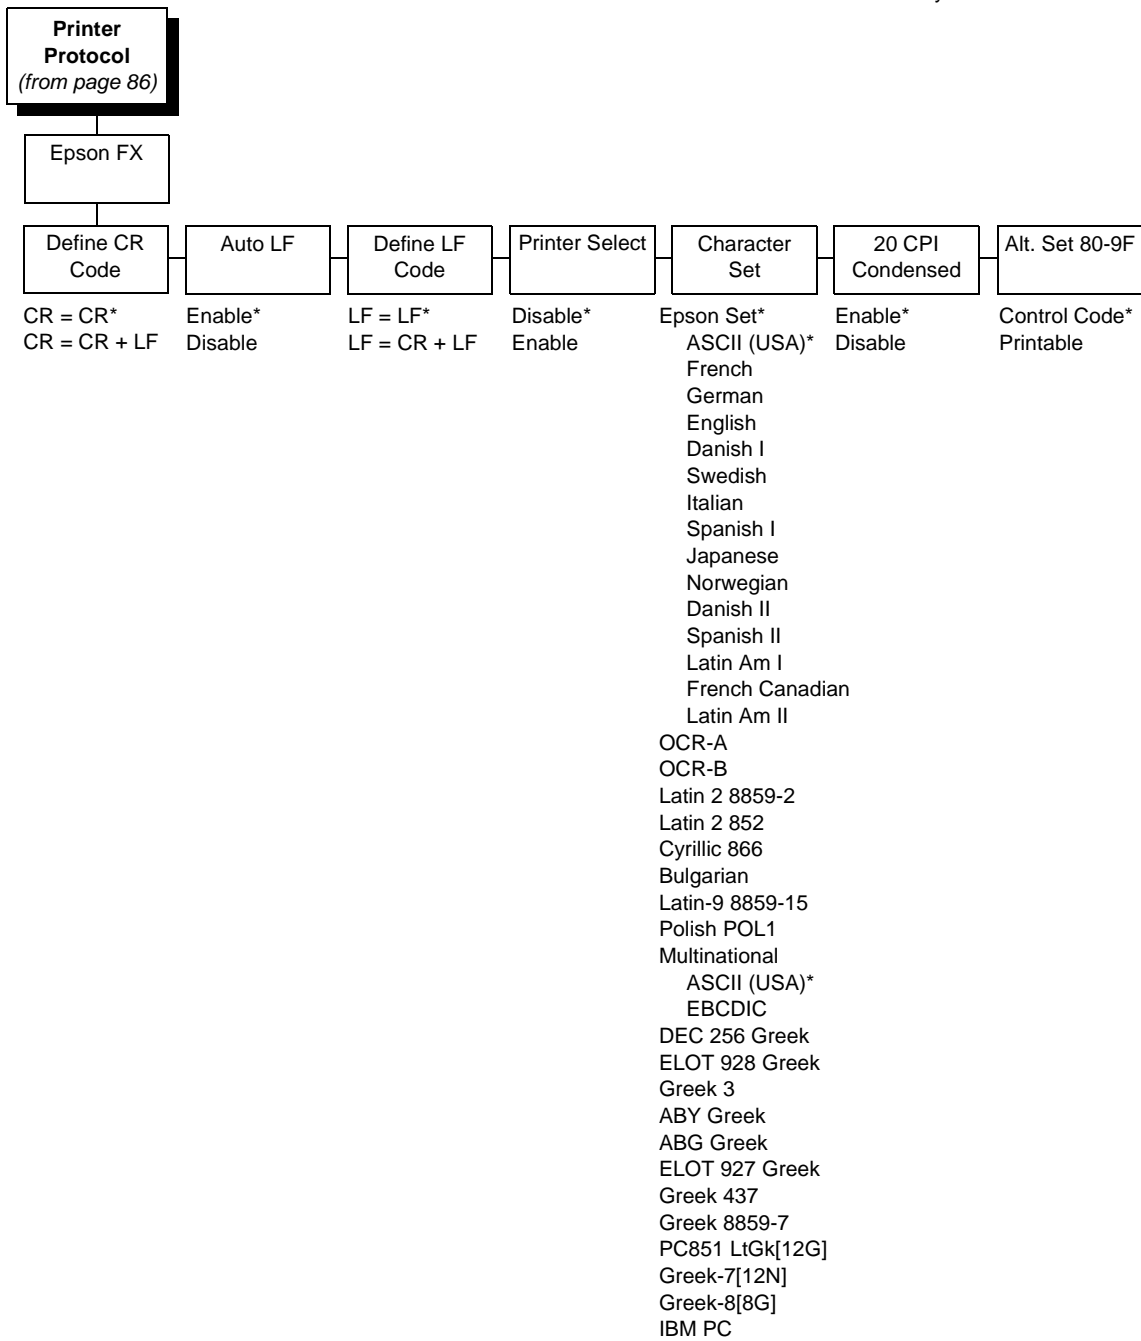 Printer
Protocol
(from page 86)
Epson FX
Define CR
Code
Auto LF
Define LF
Code
Printer Select
Character
Set
20 CPI
Condensed
Alt. Set 80-9F
CR = CR*
CR = CR + LF
Enable*
Disable
LF = LF*
LF = CR + LF
Disable*
Enable
Epson Set*
ASCII (USA)*
French
German
English
Danish I
Swedish
Italian
Spanish I
Japanese
Norwegian
Danish II
Spanish II
Latin Am I
French Canadian
Latin Am II
OCR-A
OCR-B
Latin 2 8859-2
Latin 2 852
Cyrillic 866
Bulgarian
Latin-9 8859-15
Polish POL1
Multinational
ASCII (USA)*
EBCDIC
DEC 256 Greek
ELOT 928 Greek
Greek 3
ABY Greek
ABG Greek
ELOT 927 Greek
Greek 437
Greek 8859-7
PC851 LtGk[12G]
Greek-7[12N]
Greek-8[8G]
IBM PC
Enable*
Disable
Control Code*
Printable